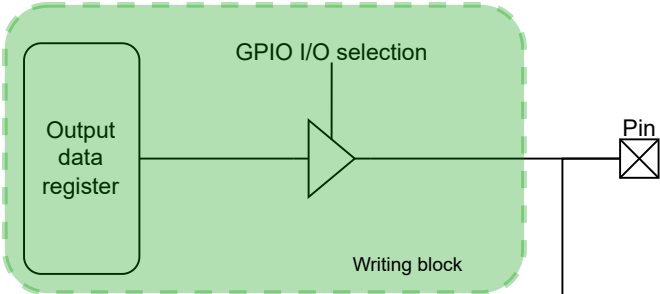 GPIO I/O selection
Output
data
register
Pin
Writing block